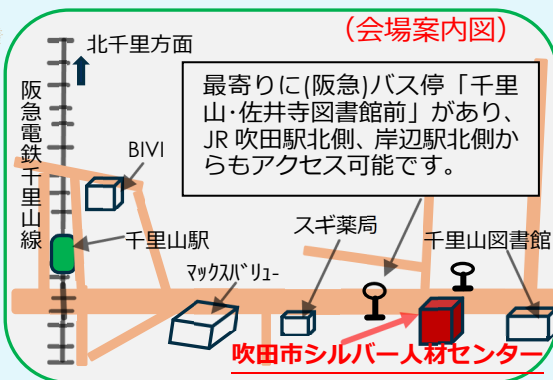 (会場案内図)
北千里方面
阪急電鉄千里山線
最寄りに(阪急)バス停「千里
山・佐井寺図書館前」があり、
JR 吹田駅北側、岸辺駅北側か
らもアクセス可能です。
BIVI
千里山駅
スギ薬局
千里山図書館
マックスバリュー
吹田市シルバー人材センター